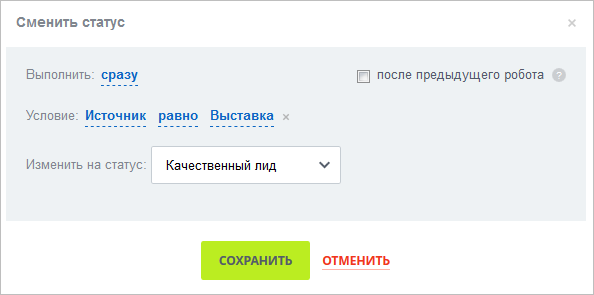 Сменить статус ×
Выполнить: сразу после предыдущего робота ?
Условие: Источник равно Выставка ×
Изменить на статус: Качественный лид
СОХРАНИТЬ ОТМЕНИТЬ